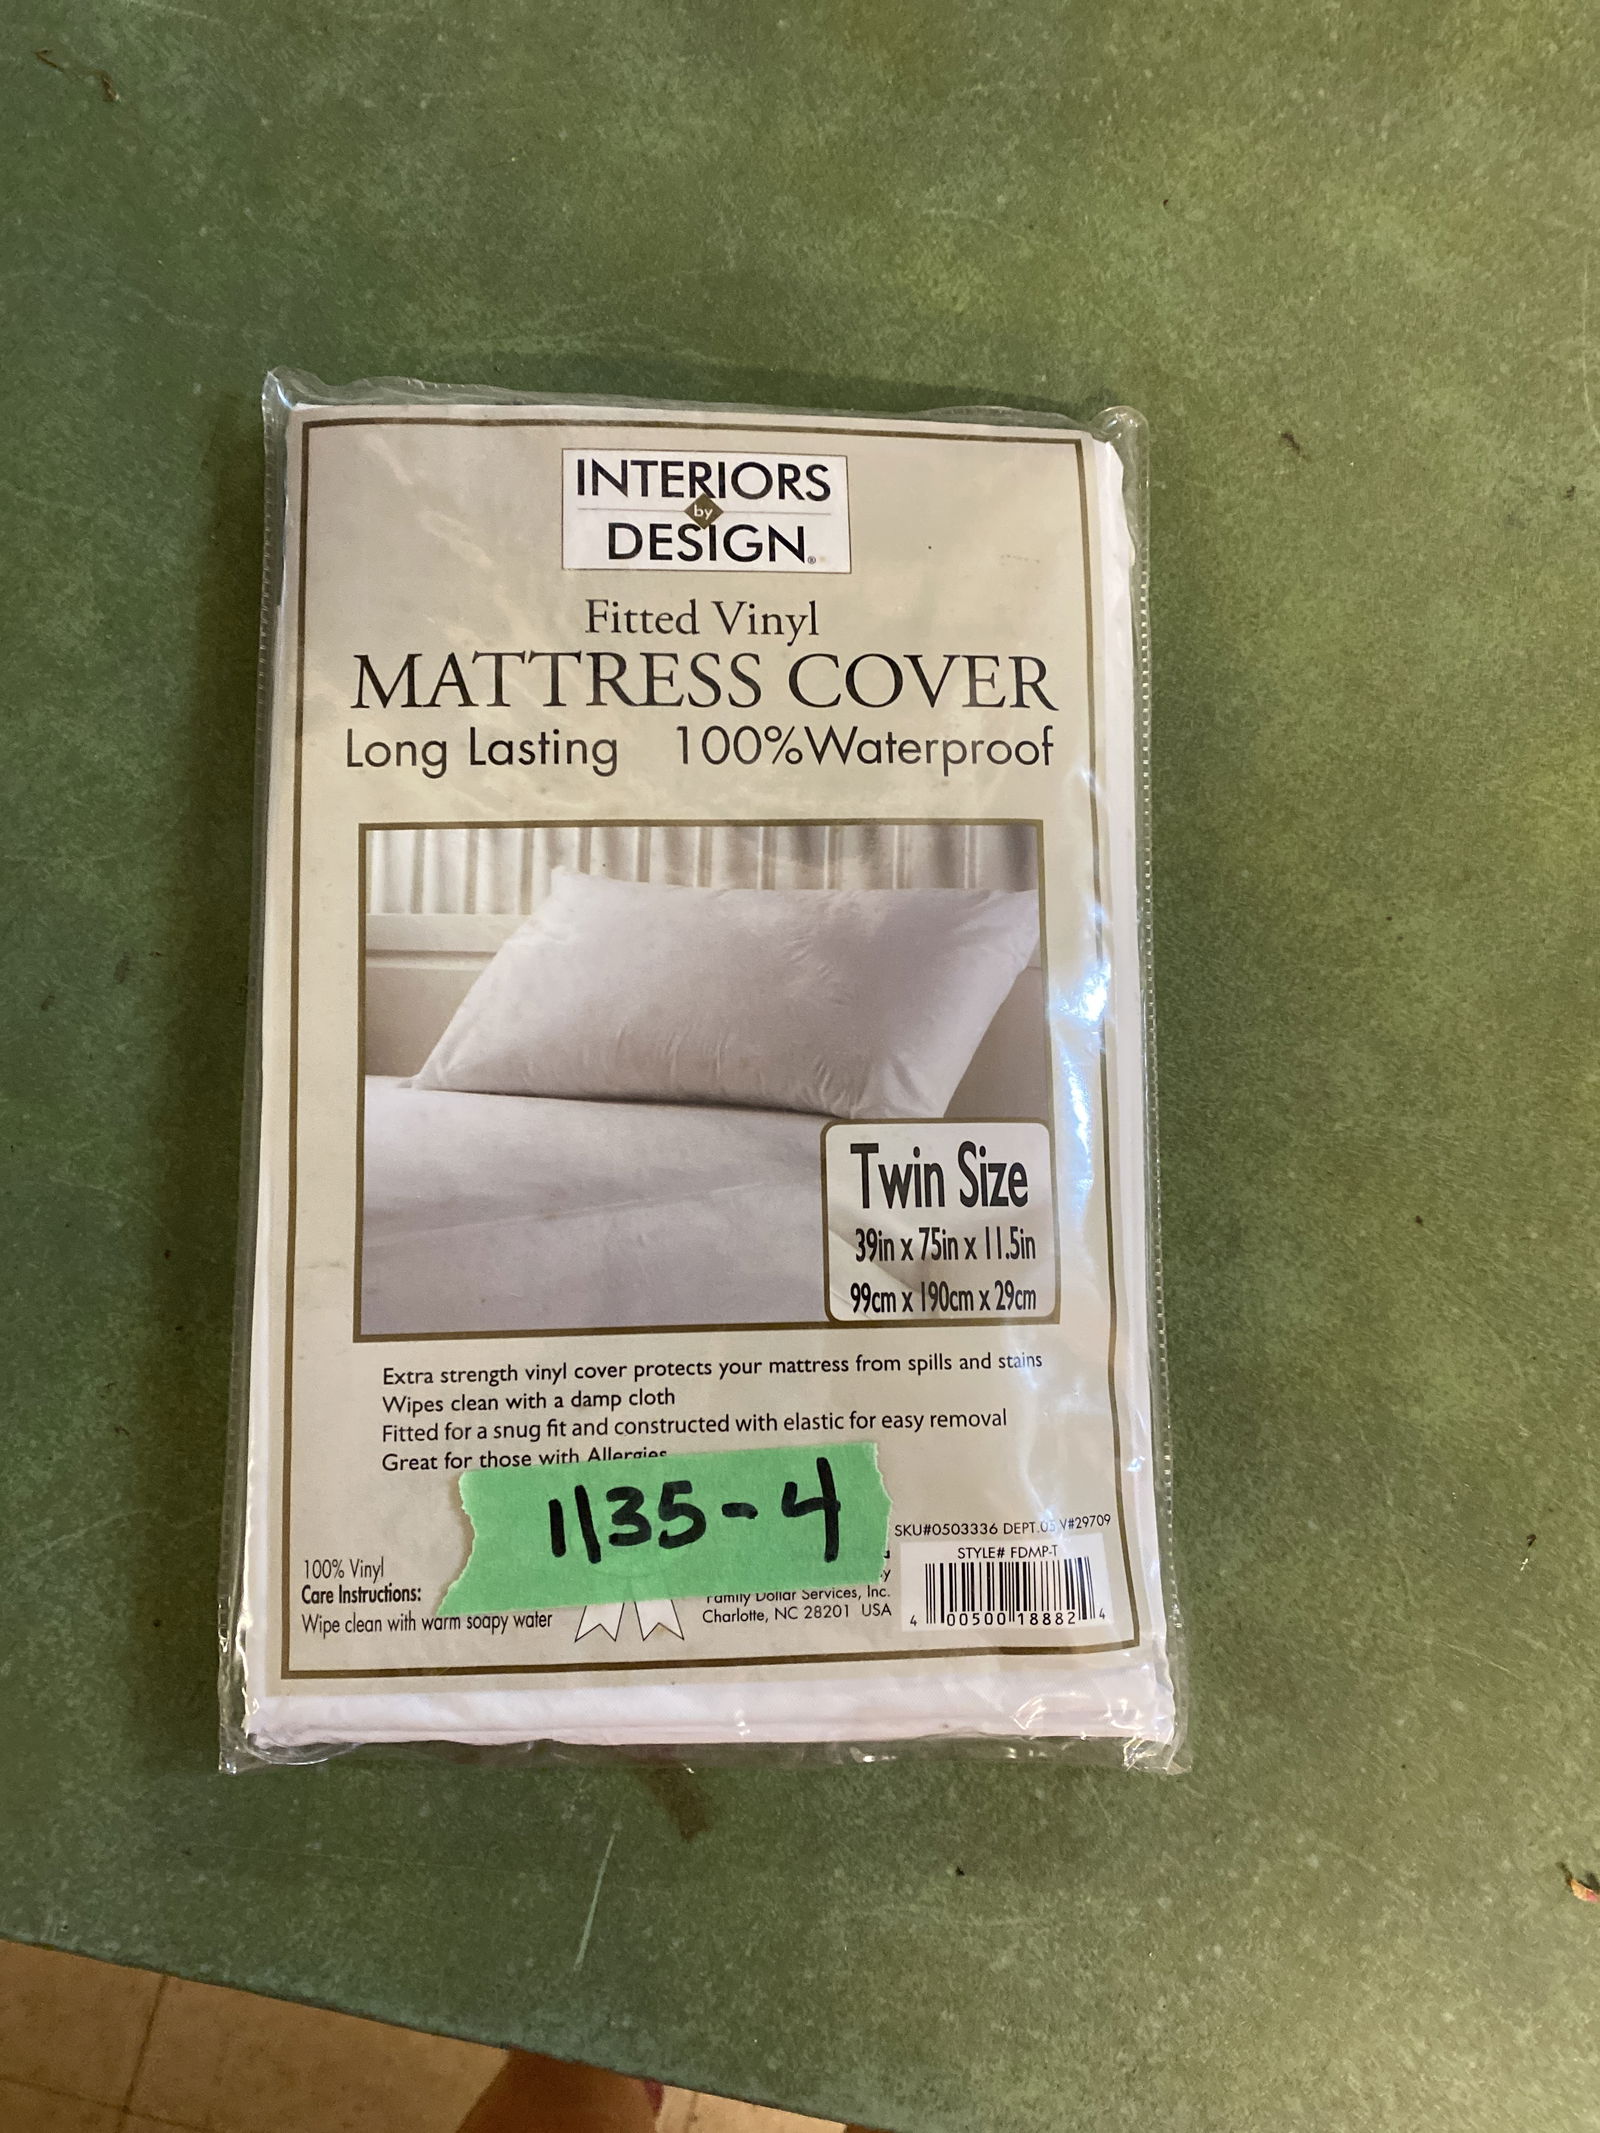 INTERIORS
by
DESIGN®
Fitted Vinyl
MATTRESS COVER
Long Lasting 100%Waterproof
Twin Size
39in x 75in x 11.5in
99cm x 190cm x 29cm
Extra strength vinyl cover protects your mattress from spills and stains
Wipes clean with a damp cloth
Fitted for a snug fit and constructed with elastic for easy removal
Great for those with Allergies
1135-4
100% Vinyl
Care Instructions:
Wipe clean with warm soapy water
Family Dollar Services, Inc.
Charlotte, NC 28201 USA
SKU#0503336 DEPT.05 V#29709
STYLE# FDMP-T
4 00500 18882 4